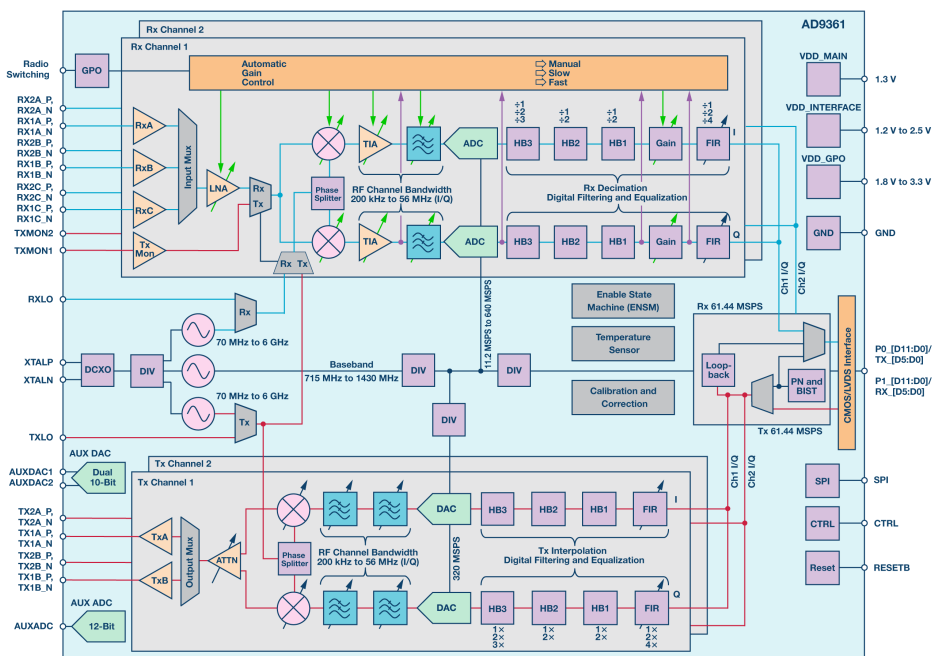 AD9361
Rx Channel 2
Rx Channel 1
Radio
Switching
GPO
Automatic
Gain
Control
Manual
Slow
Fast
VDD_MAIN
1.3 V
VDD_INTERFACE
1.2 V to 2.5 V
VDD_GPO
1.8 V to 3.3 V
GND
GND
RX2A_P,
RX2A_N
RX1A_P,
RX1A_N
RX2B_P,
RX2B_N
RX1B_P,
RX1B_N
RX2C_P,
RX2C_N
RX1C_P,
RX1C_N
TXMON2
TXMON1
RxA
RxB
RxC
Tx
Mon
Input Mux
LNA
Rx
Tx
Phase
Splitter
Rx Tx
TIA
ADC
÷1
÷2
÷3
HB3
÷1
÷2
HB2
÷1
÷2
HB1
Gain
÷1
÷2
÷4
FIR
I
RF Channel Bandwidth
200 kHz to 56 MHz (I/Q)
Rx Decimation
Digital Filtering and Equalization
TIA
ADC
HB3
HB2
HB1
Gain
FIR
Q
11.2 MSPS to 640 MSPS
Ch1 I/Q
Ch2 I/Q
RXLO
Rx
70 MHz to 6 GHz
XTALP
XTALN
DCXO
DIV
Baseband
715 MHz to 1430 MHz
DIV
DIV
DIV
70 MHz to 6 GHz
Tx
TXLO
Enable State
Machine (ENSM)
Temperature
Sensor
Calibration and
Correction
Rx 61.44 MSPS
Loop-
back
PN and
BIST
Tx 61.44 MSPS
CMOS/LVDS Interface
P0_[D11:D0]/
TX_[D5:D0]
P1_[D11:D0]/
RX_[D5:D0]
Ch1 I/Q
Ch2 I/Q
AUX DAC
AUXDAC1
AUXDAC2
Dual
10-Bit
Tx Channel 2
Tx Channel 1
TX2A_P,
TX2A_N
TX1A_P,
TX1A_N
TX2B_P,
TX2B_N
TX1B_P,
TX1B_N
TxA
TxB
Output Mux
ATTN
Phase
Splitter
RF Channel Bandwidth
200 kHz to 56 MHz (I/Q)
DAC
320 MSPS
DAC
HB3
HB2
HB1
FIR
I
Tx Interpolation
Digital Filtering and Equalization
HB3
HB2
HB1
FIR
Q
1×
2×
3×
1×
2×
1×
2×
1×
2×
4×
AUX ADC
AUXADC
12-Bit
SPI
SPI
CTRL
CTRL
Reset
RESETB